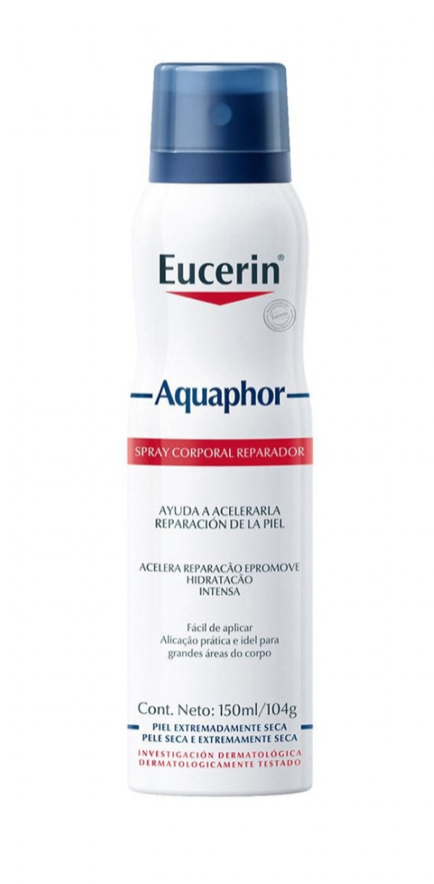 Eucerin®
Aquaphor
SPRAY CORPORAL REPARADOR
AYUDA A ACELERARLA
REPARACIÓN DE LA PIEL
ACELERA REPARACÃO EPROMOVE
HIDRATACÃO
INTENSA
Fácil de aplicar
Alicação prática e idel para
grandes áreas do corpo
Cont. Neto: 150ml/104g
PIEL EXTREMADAMENTE SECA
PELE SECA E EXTREMAMENTE SECA
INVESTIGACIÓN DERMATOLÓGICA
DERMATOLOGICAMENTE TESTADO